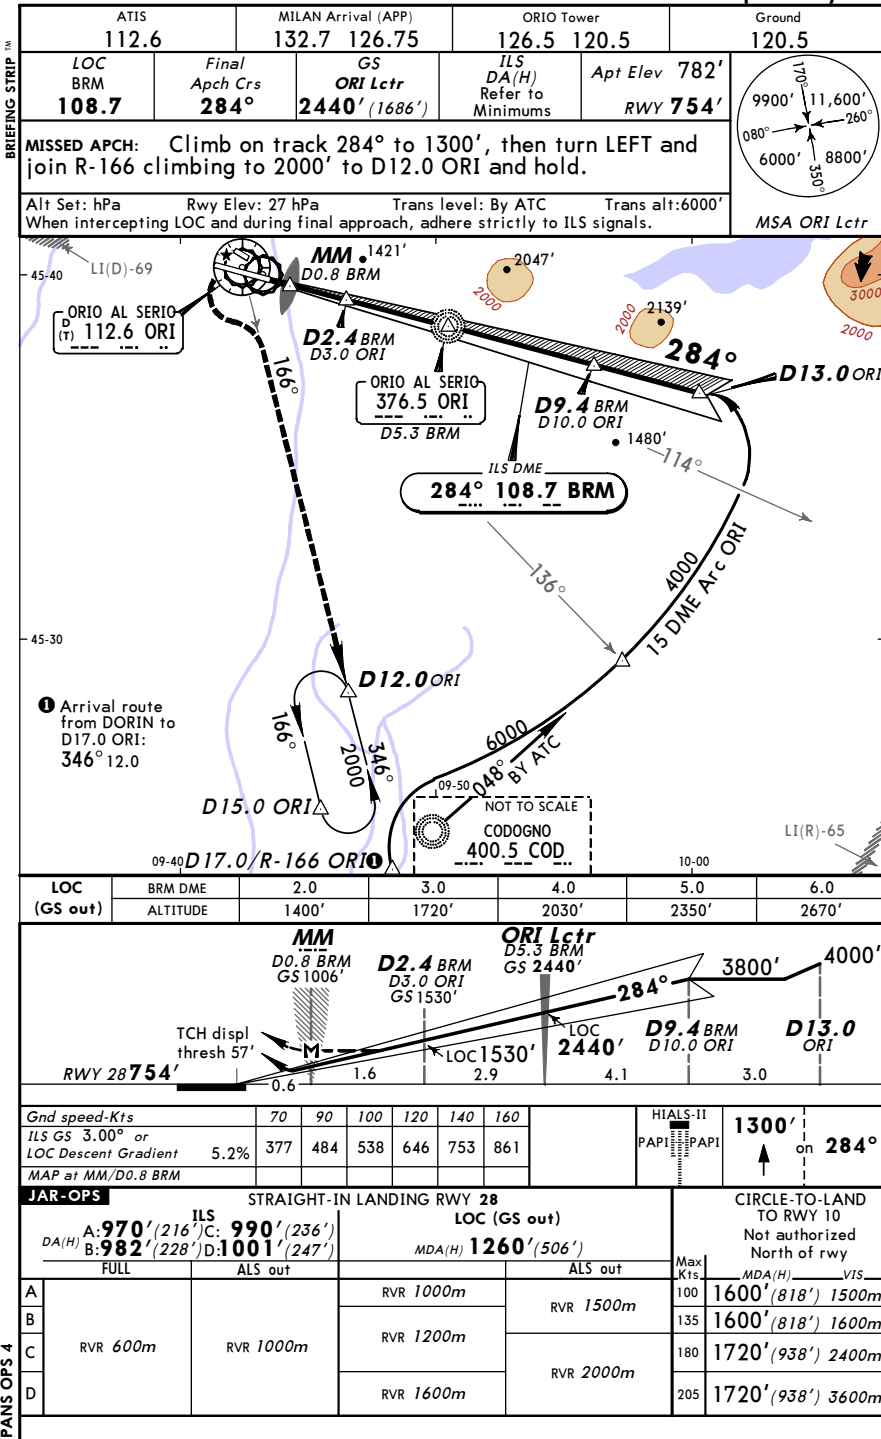 ATIS
112.6
MILAN Arrival (APP)
132.7 126.75
ORIO Tower
126.5 120.5
Ground
120.5
BRIEFING STRIP TM
LOC
BRM
108.7
Final
Apch Crs
284°
GS
ORI Lctr
2440' (1686')
ILS
DA(H)
Refer to
Minimums
Apt Elev 782'
RWY 754'
170°
9900' 11,600'
260°
080°
6000' 8800'
350°
MSA ORI Lctr
MISSED APCH: Climb on track 284° to 1300', then turn LEFT and
join R-166 climbing to 2000' to D12.0 ORI and hold.
Alt Set: hPa Rwy Elev: 27 hPa Trans level: By ATC Trans alt:6000'
When intercepting LOC and during final approach, adhere strictly to ILS signals.
45-40
LI(D)-69
MM
D0.8 BRM
1421'
2047'
2000
2139'
2000
3000
2000
ORIO AL SERIO
D
(T) 112.6 ORI
D2.4 BRM
D3.0 ORI
284°
D13.0 ORI
166°
ORIO AL SERIO
376.5 ORI
D5.3 BRM
D9.4 BRM
D10.0 ORI
1480'
114°
ILS DME
284° 108.7 BRM
136°
4000
15 DME Arc ORI
45-30
D12.0 ORI
1 Arrival route
from DORIN to
D17.0 ORI:
346° 12.0
166°
2000
346°
6000
048°
BY ATC
09-50
D15.0 ORI
NOT TO SCALE
CODOGNO
400.5 COD
LI(R)-65
09-40
D17.0/R-166 ORI 1
10-00
LOC
(GS out)
BRM DME 2.0 3.0 4.0 5.0 6.0
ALTITUDE 1400' 1720' 2030' 2350' 2670'
MM
D0.8 BRM
GS 1006'
D2.4 BRM
D3.0 ORI
GS 1530'
ORI Lctr
D5.3 BRM
GS 2440'
284°
3800'
4000'
TCH displ
thresh 57'
M
LOC 1530'
LOC
2440'
D9.4 BRM
D10.0 ORI
D13.0
ORI
RWY 28 754'
0.6 1.6 2.9 4.1 3.0
Gnd speed-Kts 70 90 100 120 140 160
ILS GS 3.00° or
LOC Descent Gradient 5.2% 377 484 538 646 753 861
MAP at MM/D0.8 BRM
HIALS-II
PAPI PAPI
1300'
on 284°
JAR-OPS
STRAIGHT-IN LANDING RWY 28
ILS
DA(H)
A: 970' (216') C: 990' (236')
B: 982' (228') D: 1001' (247')
LOC (GS out)
MDA(H) 1260' (506')
CIRCLE-TO-LAND
TO RWY 10
Not authorized
North of rwy
FULL ALS out ALS out
Max
Kts MDA(H) VIS
A RVR 1000m 100 1600' (818') 1500m
RVR 1500m
B 135 1600' (818') 1600m
RVR 600m RVR 1000m RVR 1200m
C 180 1720' (938') 2400m
RVR 2000m
D RVR 1600m 205 1720' (938') 3600m
PANS OPS 4